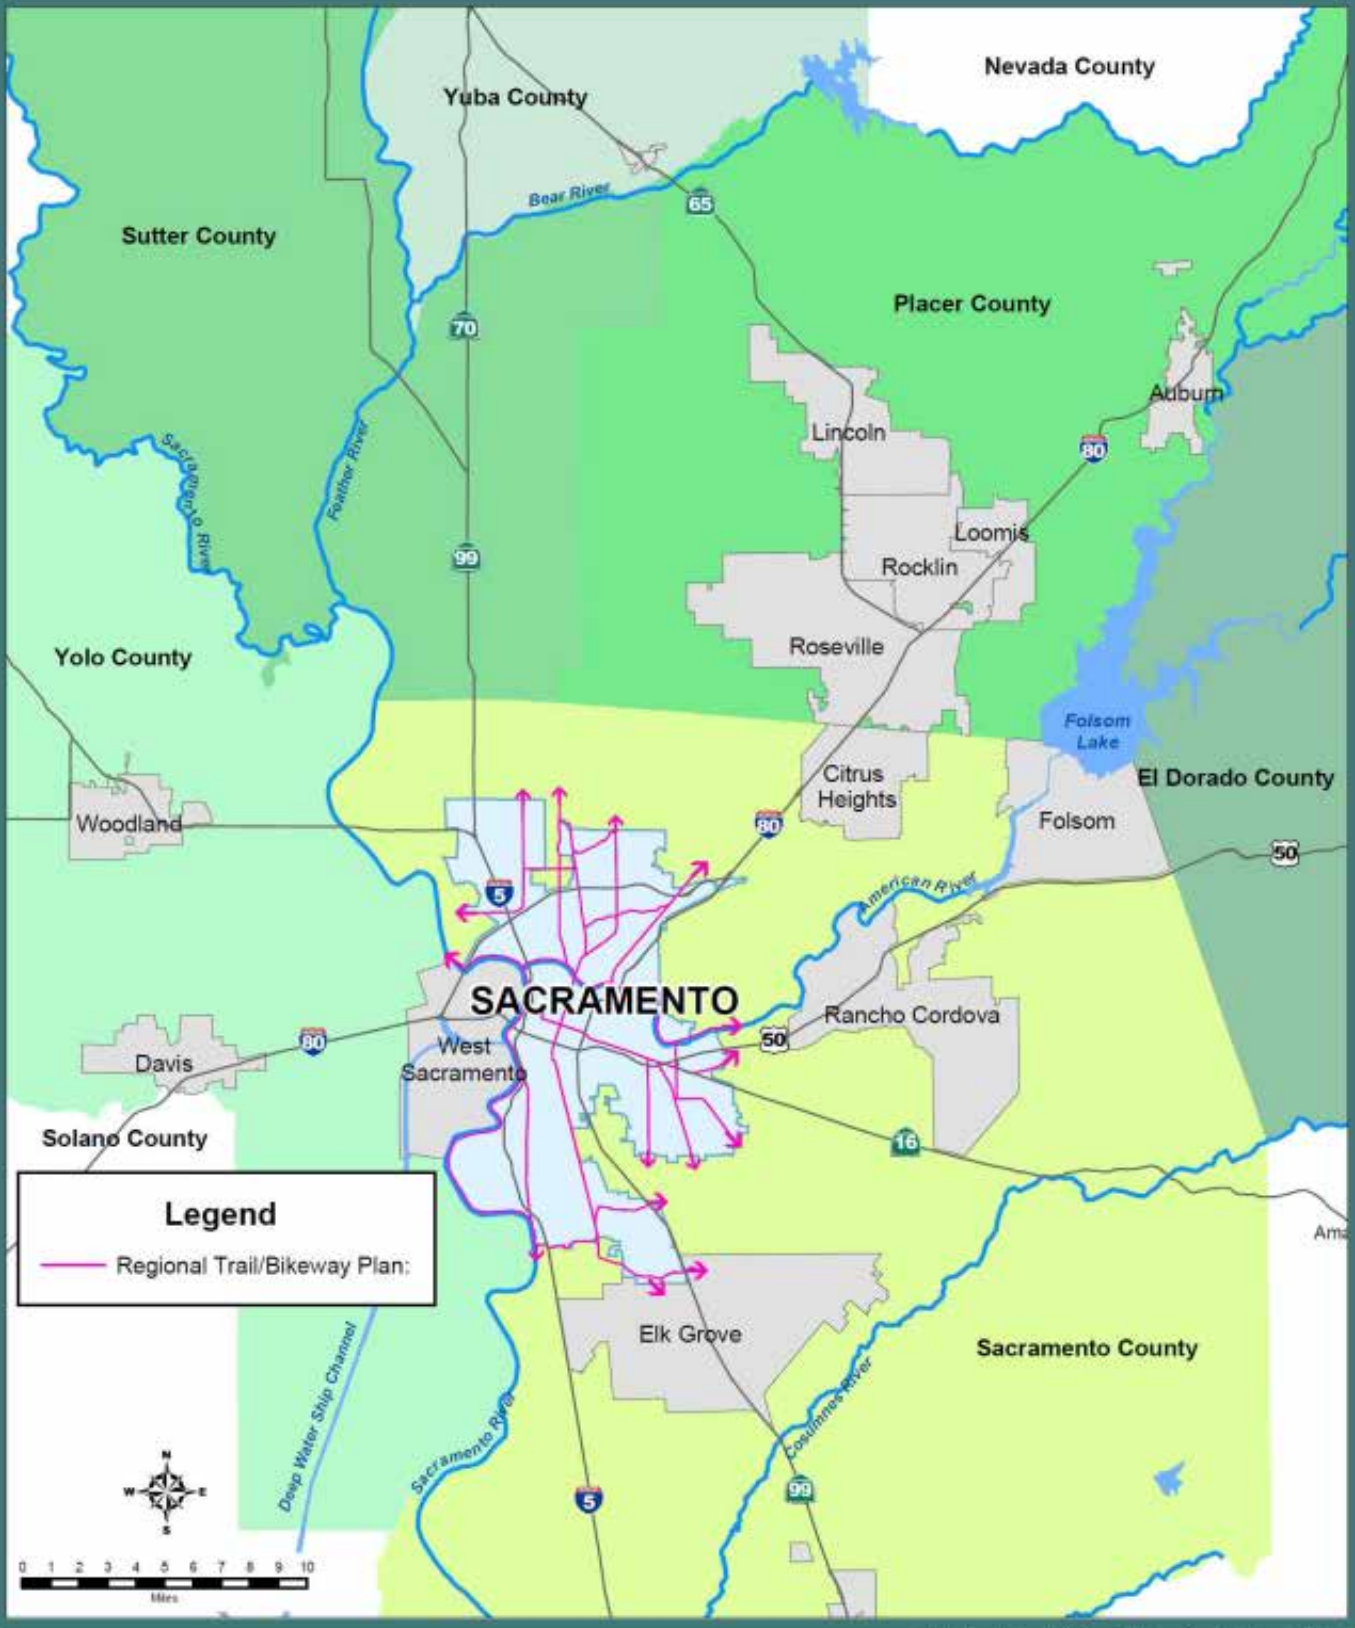 Nevada County
Yuba County
Bear River
65
Sutter County
Placer County
70
Auburn
Lincoln
80
Sacramento River
Feather River
Loomis
99
Rocklin
Roseville
Yolo County
Folsom
Lake
Citrus
Heights
El Dorado County
Woodland
80
Folsom
50
5
American River
SACRAMENTO
Rancho Cordova
80
50
West
Sacramento
Davis
Solano County
16
Legend
Regional Trail/Bikeway Plan:
Ama
Elk Grove
Sacramento County
Deep Water Ship Channel
Sacramento River
Cosumnes River
N
W E
S
5
99
0 1 2 3 4 5 6 7 8 9 10
Miles